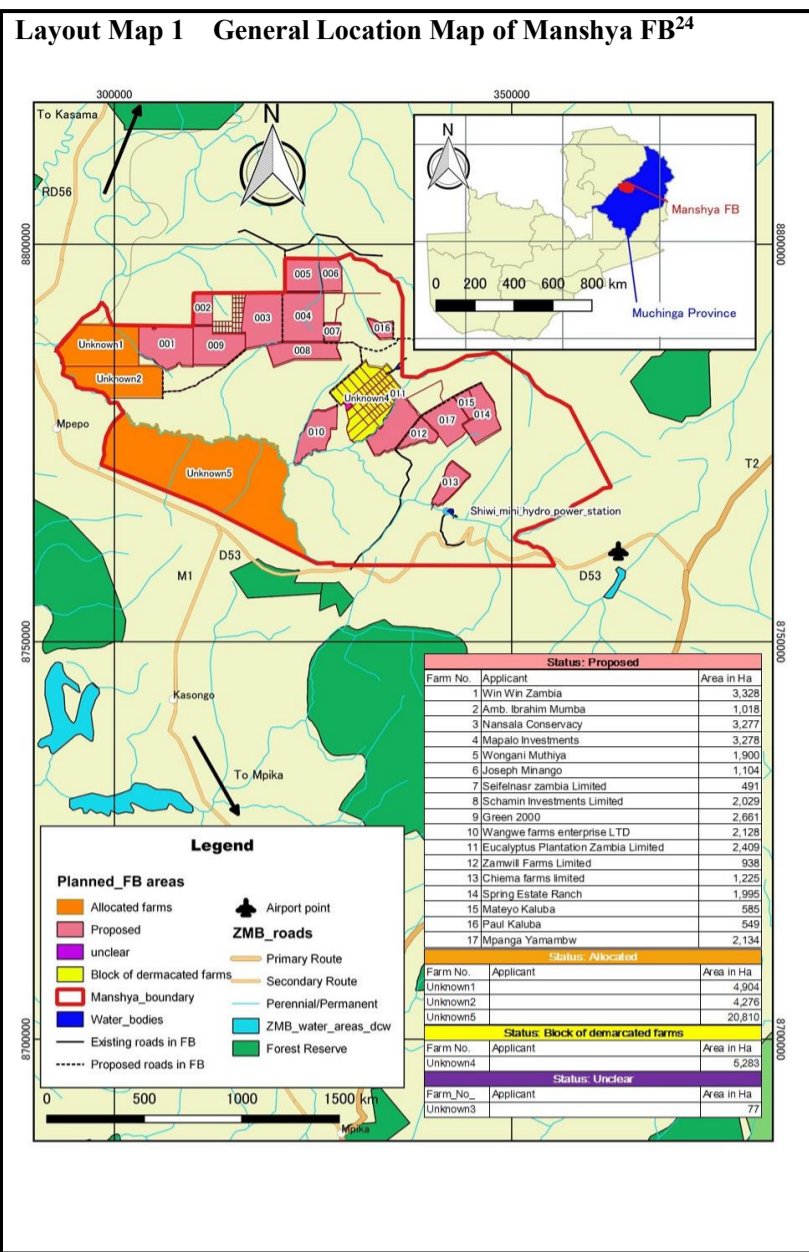 Layout Map 1 General Location Map of Manshya FB24
300000 350000
To Kasama
N
N
RD56
Manshya FB
8800000 8800000
0 200 400 600 800 km
Muchinga Province
005 006
002
003 004
007 016
Unknown1 001 009
008
Unknown2
Unknown4 011
015
014
017
012
010
Mpepo
Unknown5
013
T2
Shiwi_mini_hydro_power_station
D53
M1
D53
8750000 8750000
Kasongo
To Mpika
Status: Proposed
Farm No. Applicant Area in Ha
1 Win Win Zambia 3,328
2 Amb. Ibrahim Mumba 1,018
3 Nansala Conservacy 3,277
4 Mapalo Investments 3,278
5 Wongani Muthiya 1,900
6 Joseph Minango 1,104
7 Seifelnasr zambia Limited 491
8 Schamin Investments Limited 2,029
9 Green 2000 2,661
10 Wangwe farms enterprise LTD 2,128
11 Eucalyptus Plantation Zambia Limited 2,409
12 Zamwill Farms Limited 938
13 Chiema farms limited 1,225
14 Spring Estate Ranch 1,995
15 Mateyo Kaluba 585
16 Paul Kaluba 549
17 Mpanga Yamambw 2,134
Status: Allocated
Farm No. Applicant Area in Ha
Unknown1 4,904
Unknown2 4,276
Unknown5 20,810
Status: Block of demarcated farms
Farm No. Applicant Area in Ha
Unknown4 5,283
Status: Unclear
Farm_No_ Applicant Area in Ha
Unknown3 77
Legend
Planned_FB areas
Allocated farms
Proposed
unclear
Block of dermacated farms
Manshya_boundary
Water_bodies
Existing roads in FB
Proposed roads in FB
Airport point
ZMB_roads
Primary Route
Secondary Route
Perennial/Permanent
ZMB_water_areas_dcw
Forest Reserve
8700000
0 500 1000 1500 km
Mpika